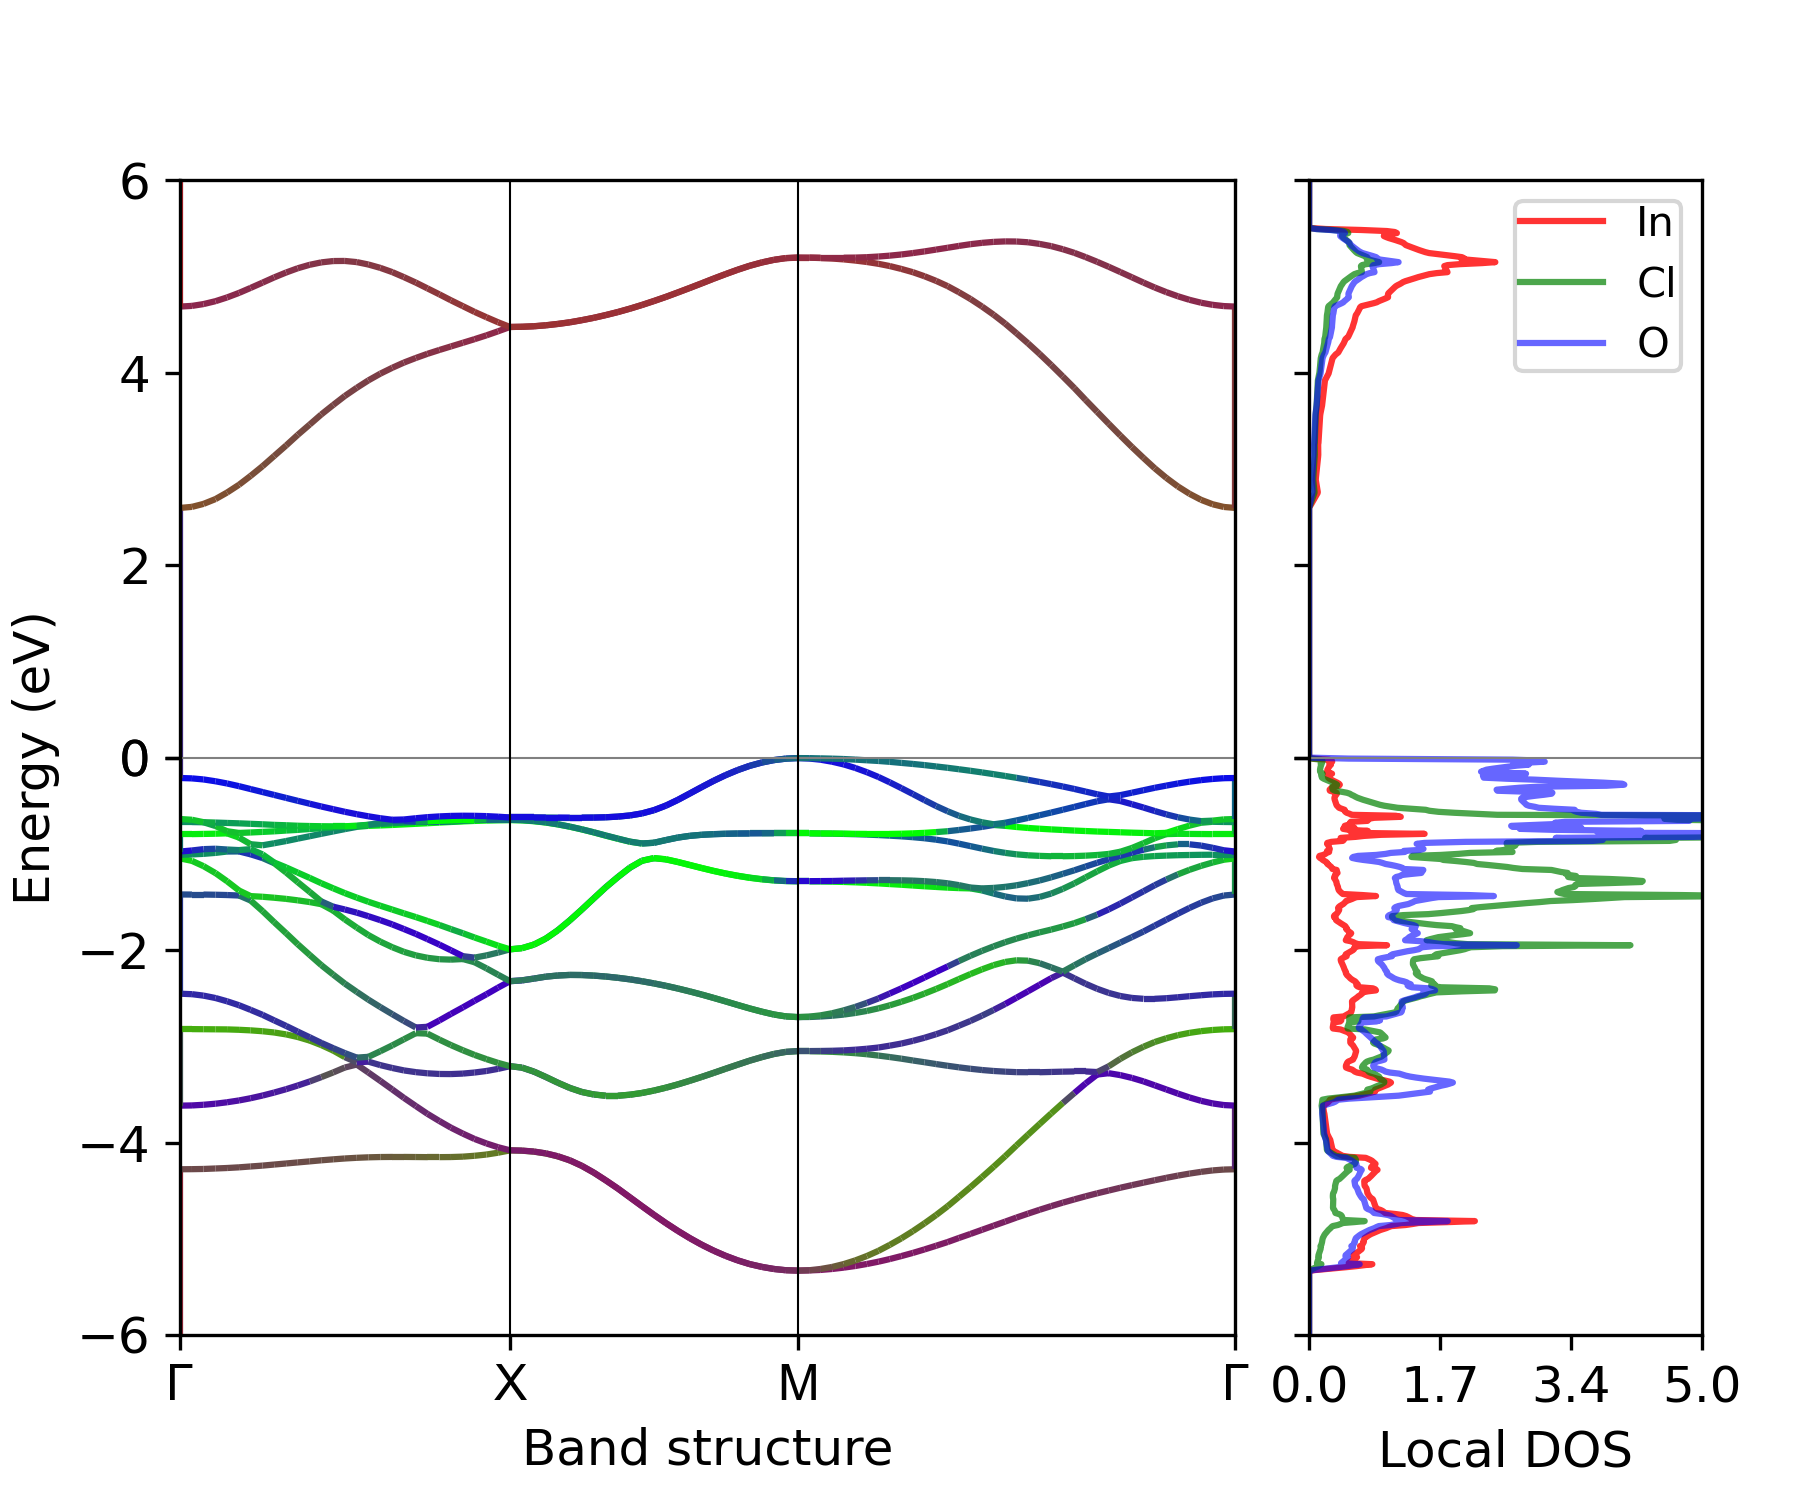 6
4
2
0
−2
−4
−6
Energy (eV)
Γ
X
M
Γ
Band structure
In
Cl
O
0.0
1.7
3.4
5.0
Local DOS